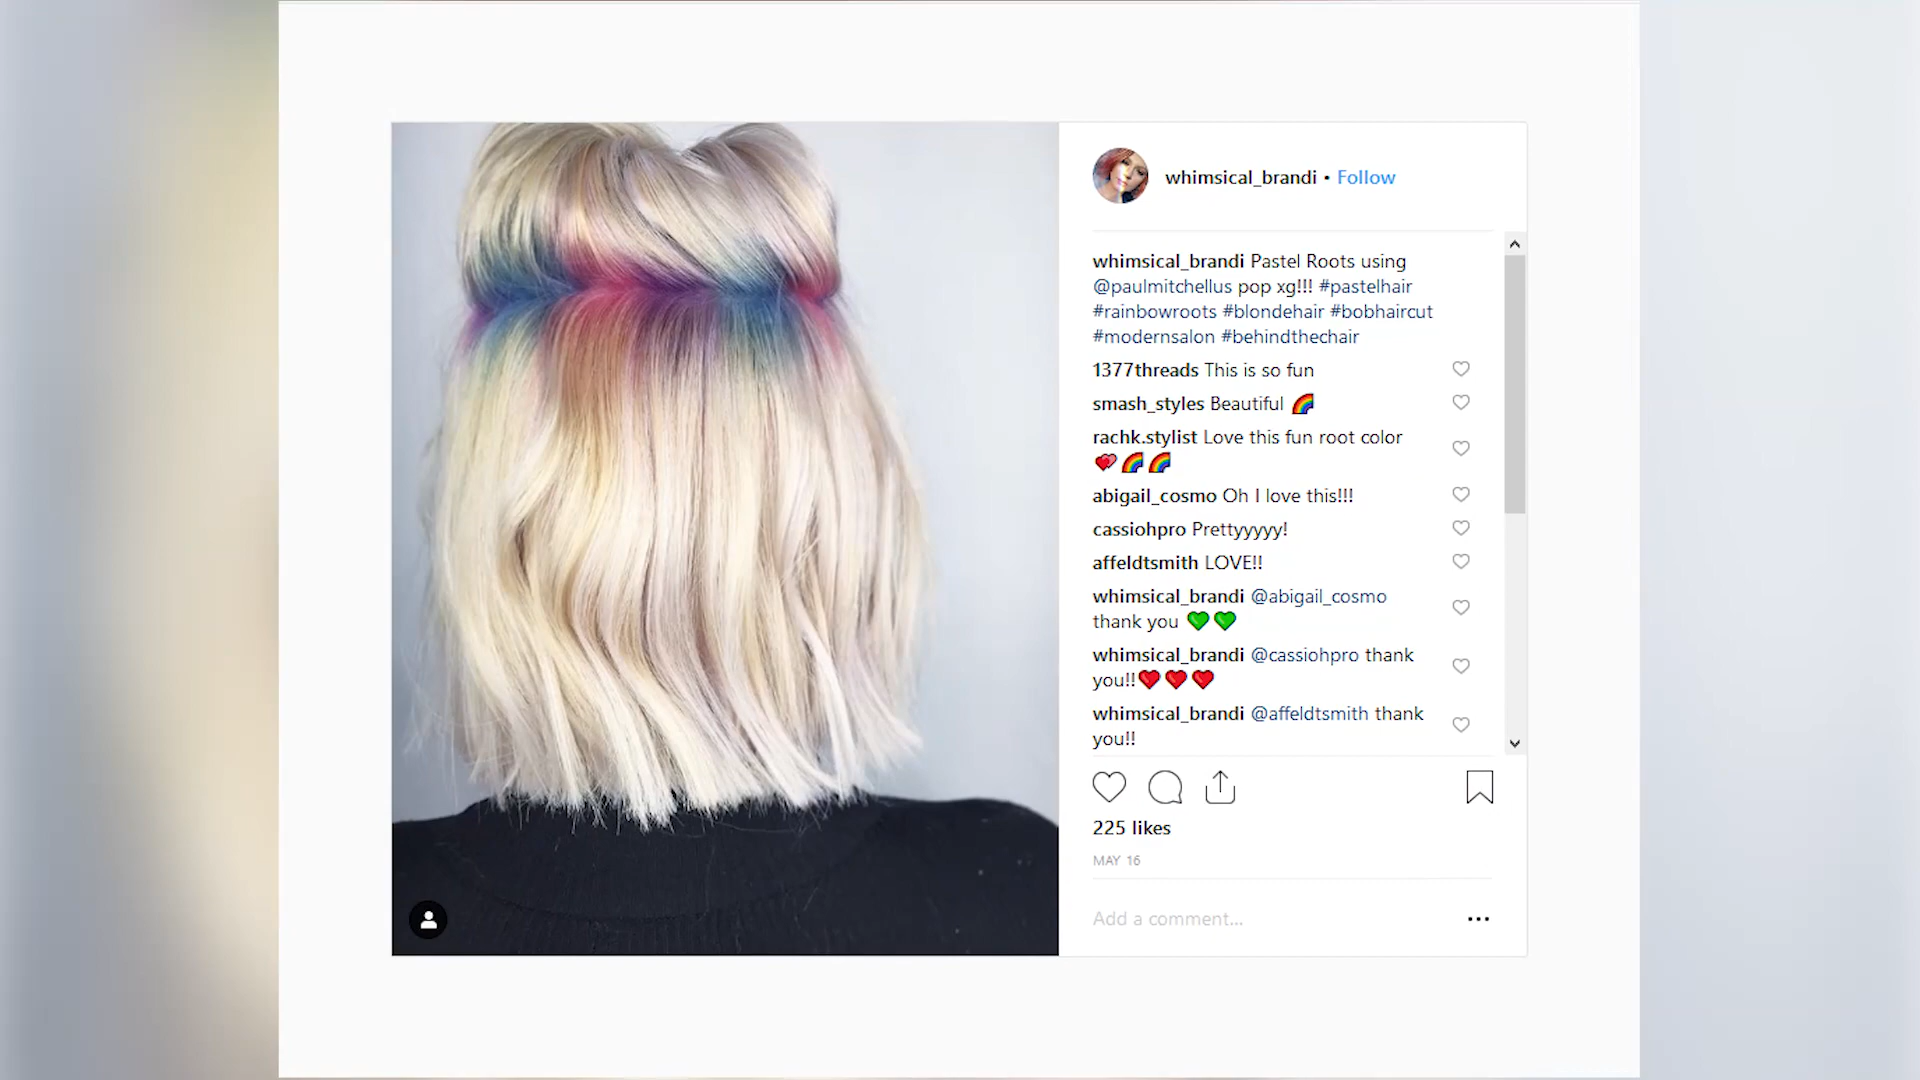 whimsical_brandi • Follow
whimsical_brandi Pastel Roots using
@paulmitchellus pop xg!!! #pastelhair
#rainbowroots #blondehair #bobhaircut
#modernsalon #behindthechair
1377threads This is so fun
smash_styles Beautiful 🌈
rachk.stylist Love this fun root color
💕🌈🌈
abigail_cosmo Oh I love this!!!
cassiohpro Prettyyyyy!
affeldtsmith LOVE!!
whimsical_brandi @abigail_cosmo
thank you 💚💚
whimsical_brandi @cassiohpro thank
you!!❤️❤️❤️
whimsical_brandi @affeldtsmith thank
you!!
225 likes
MAY 16
Add a comment...